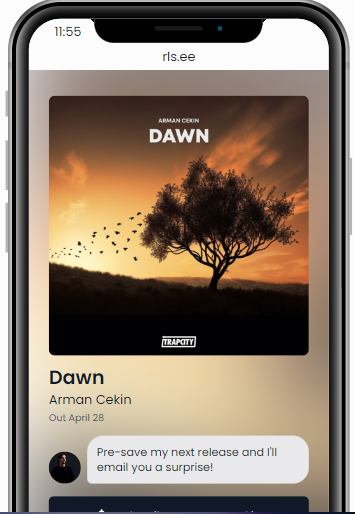 11:55
rls.ee
ARMAN CEKIN
DAWN
TRAPCITY
Dawn
Arman Cekin
Out April 28
Pre-save my next release and I'll
email you a surprise!